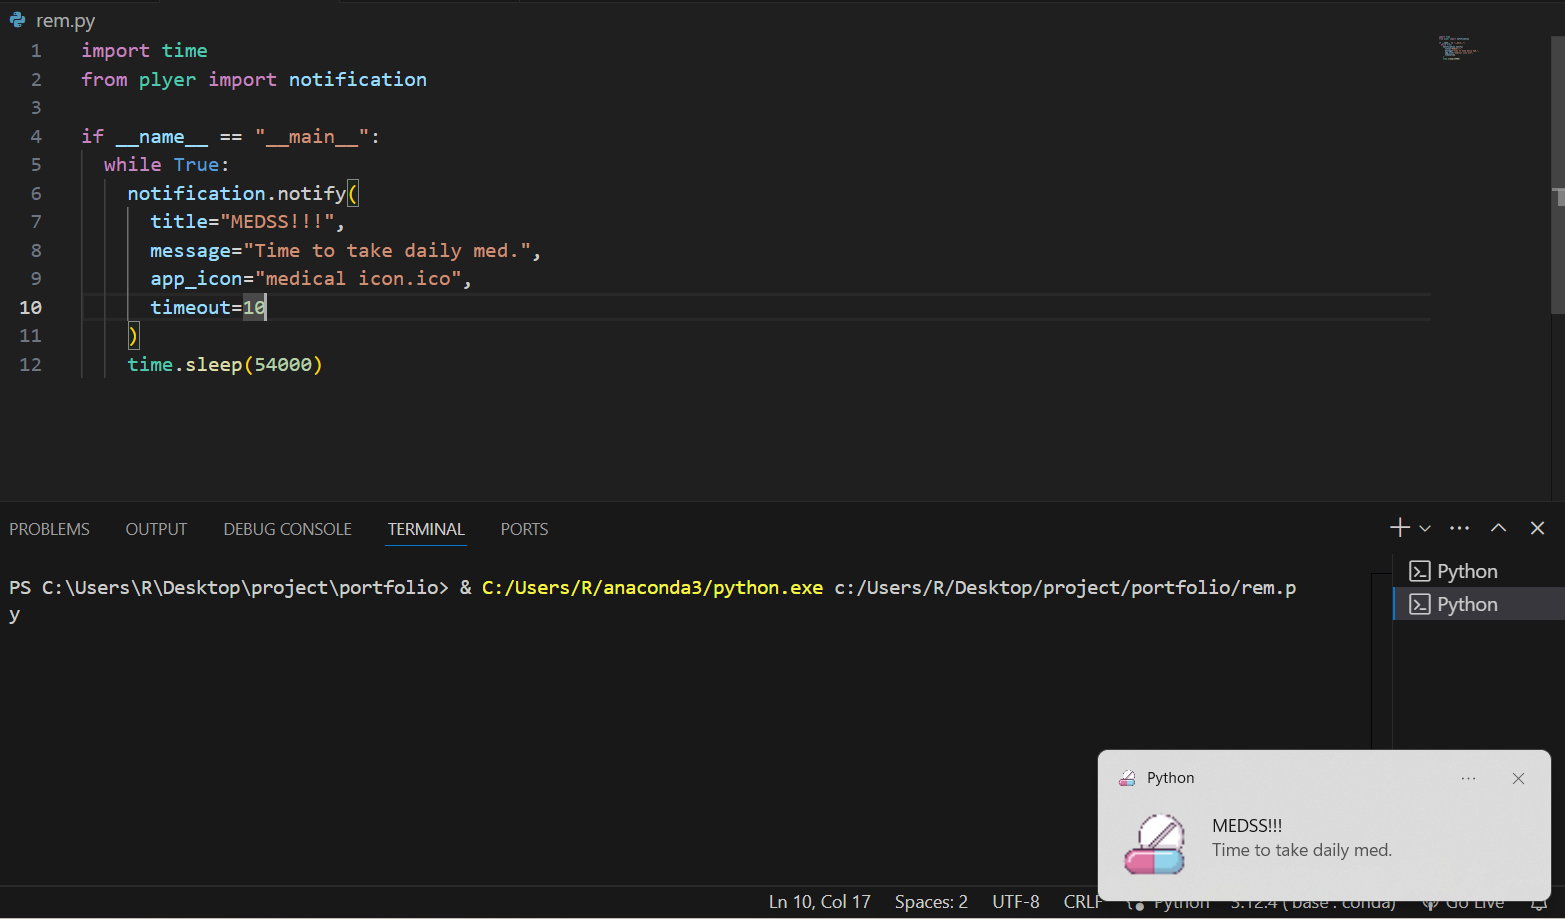 rem.py
1 import time
2 from plyer import notification
3
4 if __name__ == "__main__":
5 while True:
6 notification.notify(
7 title="MEDSS!!!",
8 message="Time to take daily med.",
9 app_icon="medical icon.ico",
10 timeout=10
11 )
12 time.sleep(54000)
PROBLEMS OUTPUT DEBUG CONSOLE TERMINAL PORTS
PS C:\Users\R\Desktop\project\portfolio> & C:/Users/R/anaconda3/python.exe c:/Users/R/Desktop/project/portfolio/rem.p
y
Python
Python
Python
MEDSS!!!
Time to take daily med.
Ln 10, Col 17 Spaces: 2 UTF-8 CRLF Python 3.12.4 ('base': conda) Go Live